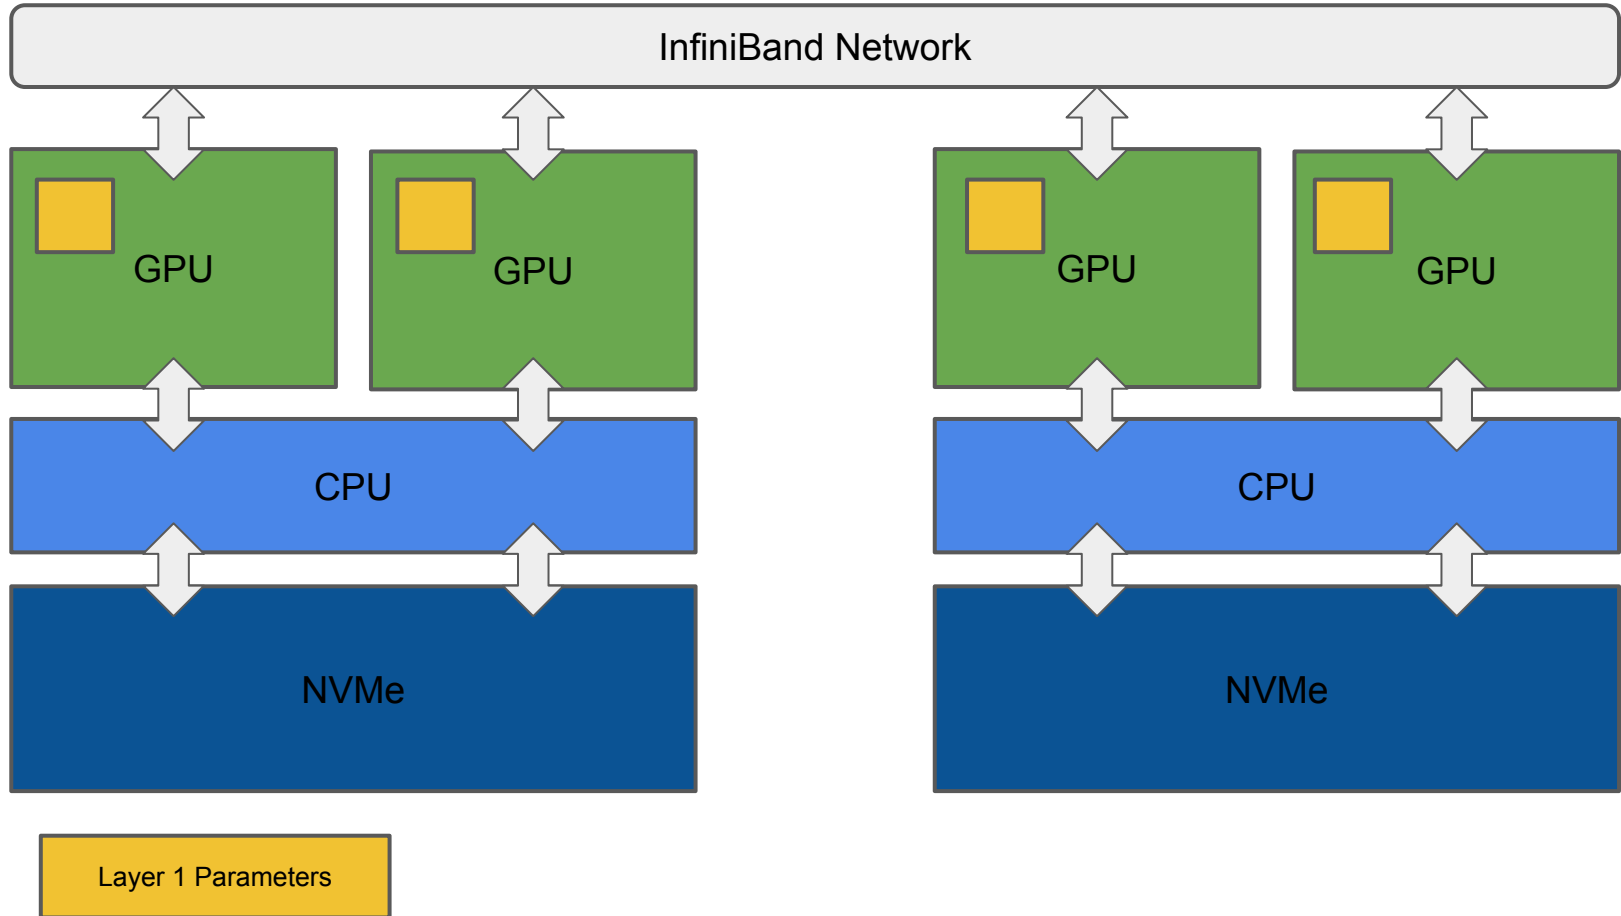 InfiniBand Network
GPU
GPU
GPU
GPU
CPU
CPU
NVMe
NVMe
Layer 1 Parameters